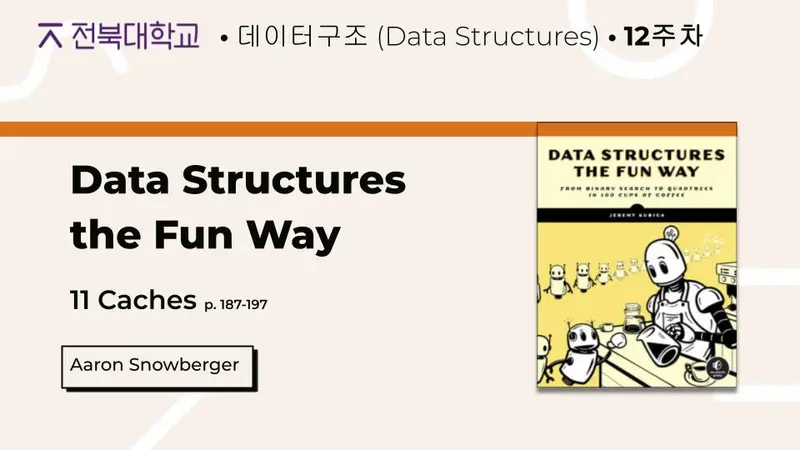 전북대학교 • 데이터구조 (Data Structures) • 12주차
Data Structures
the Fun Way
11 Caches p. 187-197
Aaron Snowberger
DATA STRUCTURES
THE FUN WAY
FROM BINARY SEARCH TO QUADTREES
IN 100 CUPS OF COFFEE
JEREMY KUBICA